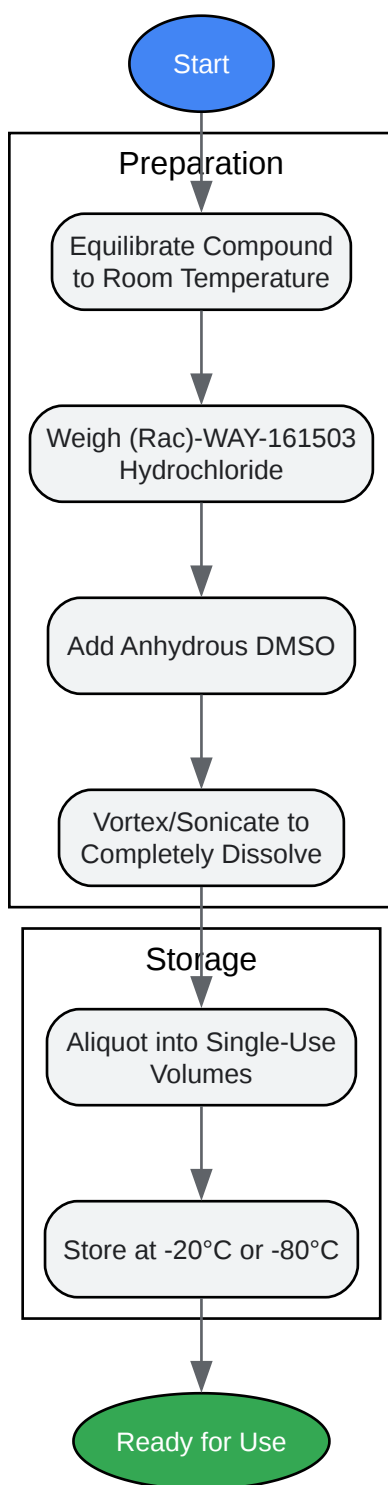 Start
Preparation
Equilibrate Compound
to Room Temperature
Weigh (Rac)-WAY-161503
Hydrochloride
Add Anhydrous DMSO
Vortex/Sonicate to
Completely Dissolve
Storage
Aliquot into Single-Use
Volumes
Store at -20°C or -80°C
Ready for Use